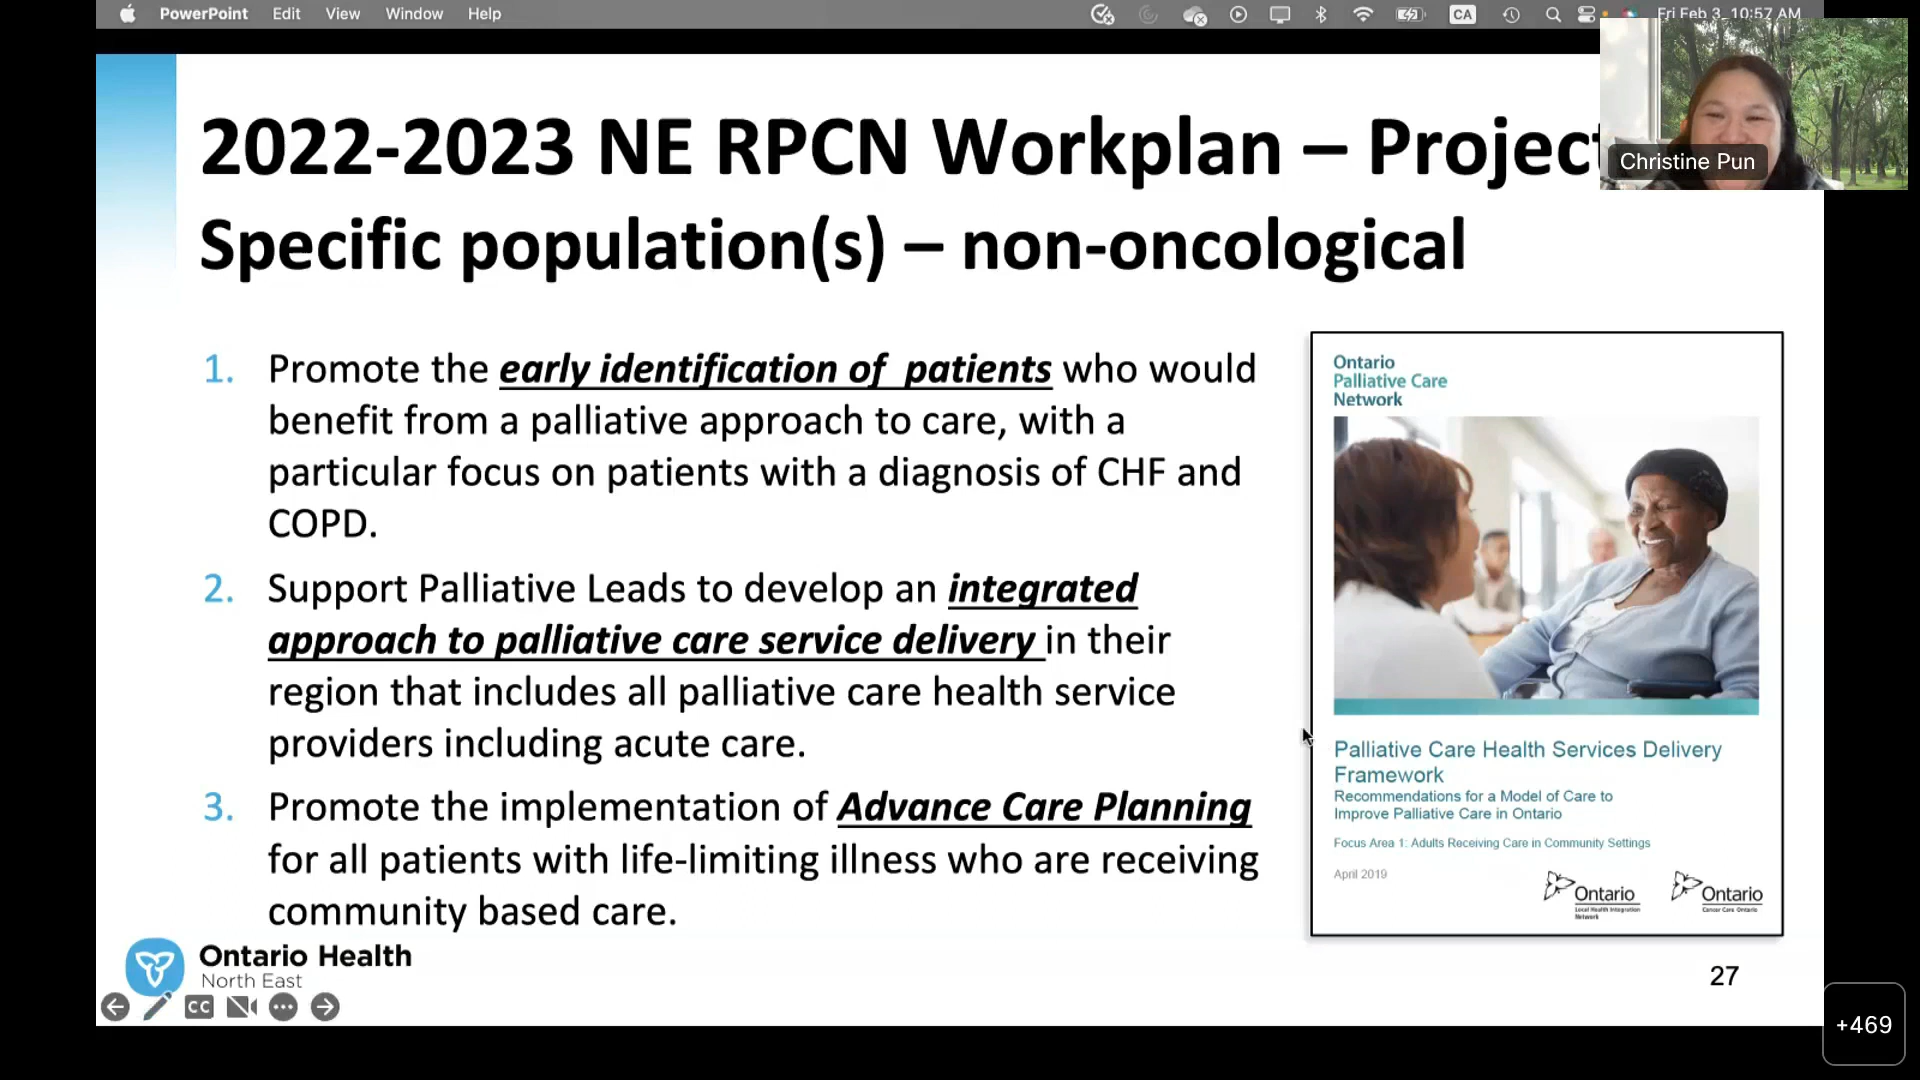 PowerPoint Edit View Window Help CA Fri Feb 3 10:57 AM
Christine Pun
2022-2023 NE RPCN Workplan – Project
Specific population(s) – non-oncological
1. Promote the early identification of patients who would
benefit from a palliative approach to care, with a
particular focus on patients with a diagnosis of CHF and
COPD.
2. Support Palliative Leads to develop an integrated
approach to palliative care service delivery in their
region that includes all palliative care health service
providers including acute care.
3. Promote the implementation of Advance Care Planning
for all patients with life-limiting illness who are receiving
community based care.
Ontario
Palliative Care
Network
Palliative Care Health Services Delivery
Framework
Recommendations for a Model of Care to
Improve Palliative Care in Ontario
Focus Area 1: Adults Receiving Care in Community Settings
April 2019
Ontario
Local Health Integration
Network
Ontario
Cancer Care Ontario
Ontario Health
North East
27
CC
+469